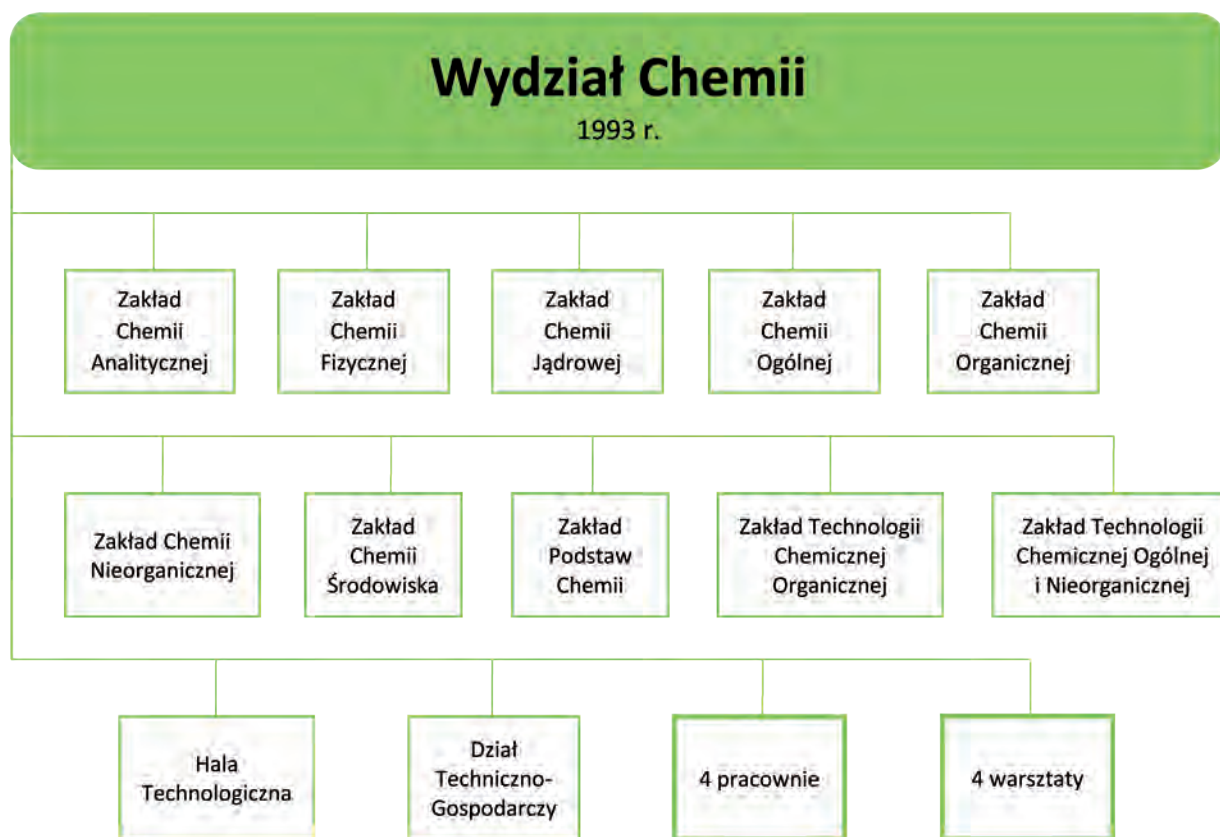 Wydział Chemii
1993 r.
Zakład
Chemii
Analitycznej
Zakład
Chemii
Fizycznej
Zakład
Chemii
Jądrowej
Zakład
Chemii
Ogólnej
Zakład
Chemii
Organicznej
Zakład Chemii
Nieorganicznej
Zakład
Chemii
Środowiska
Zakład
Podstaw
Chemii
Zakład Technologii
Chemicznej
Organicznej
Zakład Technologii
Chemicznej Ogólnej
i Nieorganicznej
Hala
Technologiczna
Dział
Techniczno-
Gospodarczy
4 pracownie
4 warsztaty